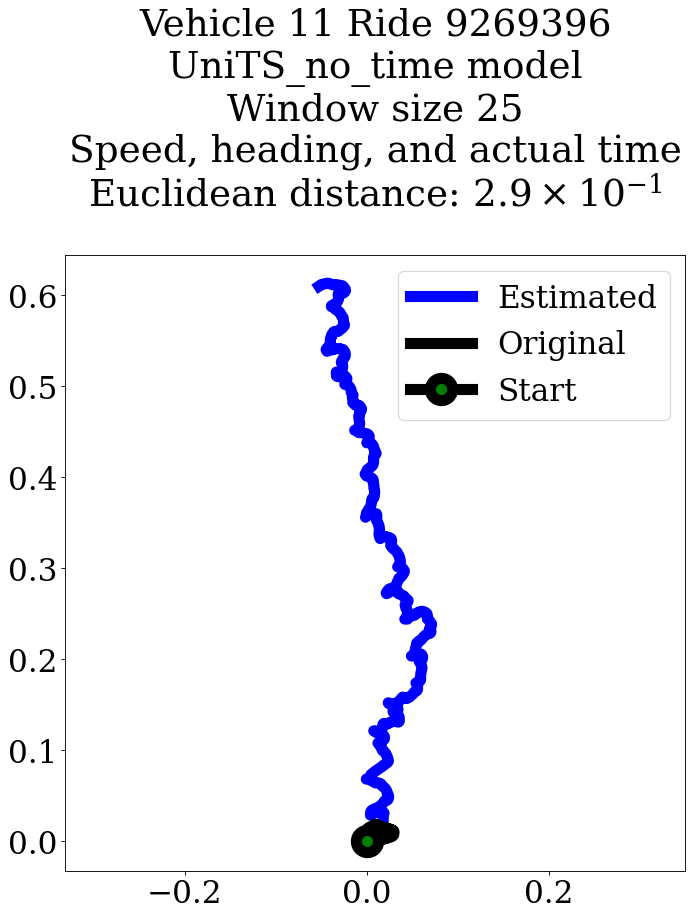 Vehicle 11 Ride 9269396
UniTS_no_time model
Window size 25
Speed, heading, and actual time
Euclidean distance: 2.9 × 10⁻¹
Estimated
Original
Start
0.6
0.5
0.4
0.3
0.2
0.1
0.0
−0.2 0.0 0.2